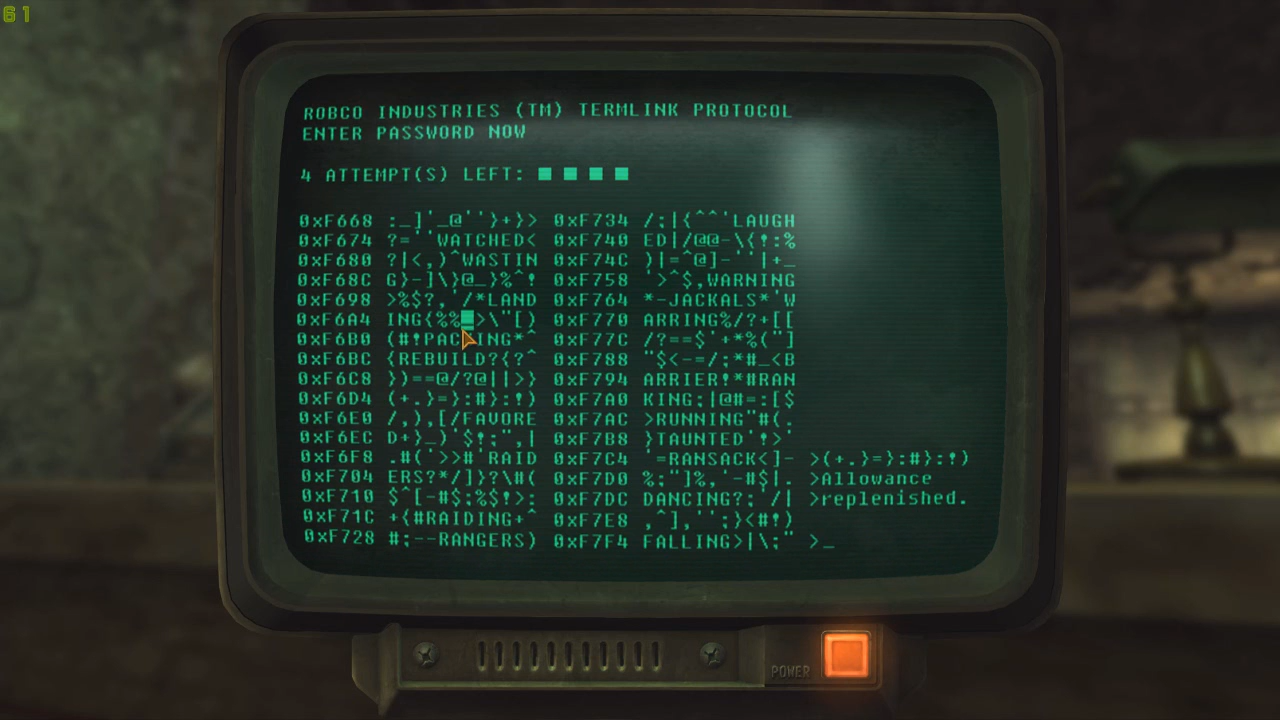 61
ROBCO INDUSTRIES (TM) TERMLINK PROTOCOL
ENTER PASSWORD NOW
4 ATTEMPT(S) LEFT: ■ ■ ■ ■
0xF668 :_]'_@''}+}>
0xF674 ?=''WATCHED<
0xF680 ?|<,)^WASTIN
0xF68C G}-]\}@_}%^!
0xF698 >%$?,'/*LAND
0xF6A4 ING{%%■>\"[)
0xF6B0 (#!PACKING*^
0xF6BC {REBUILD?{?^
0xF6C8 })==@/?@||>}
0xF6D4 (+.}=}:#}:!)
0xF6E0 /,),[/FAVORE
0xF6EC D+}_)'$!;",|
0xF6F8 .#('>>#'RAID
0xF704 ERS?*/]}?\#(
0xF710 $^[-#$;%$!>:
0xF71C +{#RAIDING+^
0xF728 #;--RANGERS)
0xF734 /;|{^^'LAUGH
0xF740 ED|/@@-\{!:%
0xF74C )|=^@]-''|+_
0xF758 '>^$,WARNING
0xF764 *-JACKALS*'W
0xF770 ARRING%/?+[[
0xF77C /?==$'+*%("]
0xF788 "$<-=/;*#_<B
0xF794 ARRIER!*#RAN
0xF7A0 KING;|@#=:[$
0xF7AC >RUNNING"#(.
0xF7B8 }TAUNTED'!>'
0xF7C4 '=RANSACK<]-
0xF7D0 %;"]%,'-#$|.
0xF7DC DANCING?;'/|
0xF7E8 ,^],'';}<#!)
0xF7F4 FALLING>|\;"
>(+.}=}:#}:!)
>Allowance
>replenished.
>_
POWER